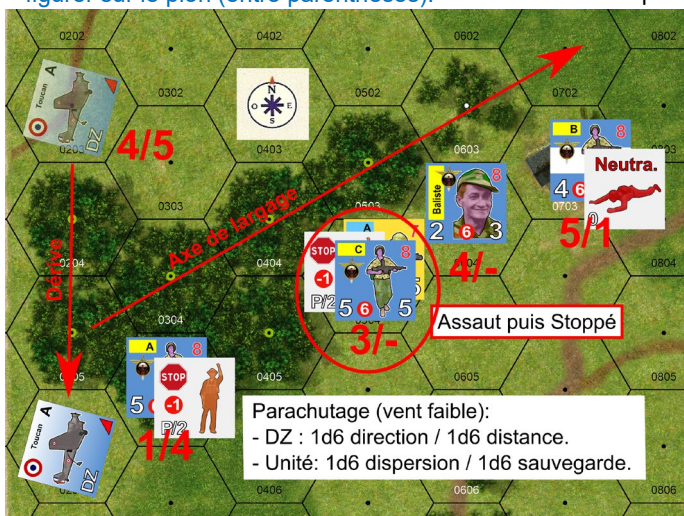 figurer sur le pion (entre parenthèses).
0202
0402
0602
0802
Toucan
A
DZ
4/5
0302
N
O
E
S
0502
0702
0203
0403
0603
B
8
4 6
Neutra.
0
0703
5/1
0303
0503
Baliste
8
2 6 3
4/-
Axe de largage
Dérive
0204
0404
0804
STOP
-1
P/2
A
C
8
5 6 5
3/-
0304
0504
Assaut puis Stoppé
0405
0605
0805
A
8
5
STOP
-1
P/2
1/4
Toucan
A
DZ
Parachutage (vent faible):
- DZ : 1d6 direction / 1d6 distance.
- Unité: 1d6 dispersion / 1d6 sauvegarde.
0406
0606
0806